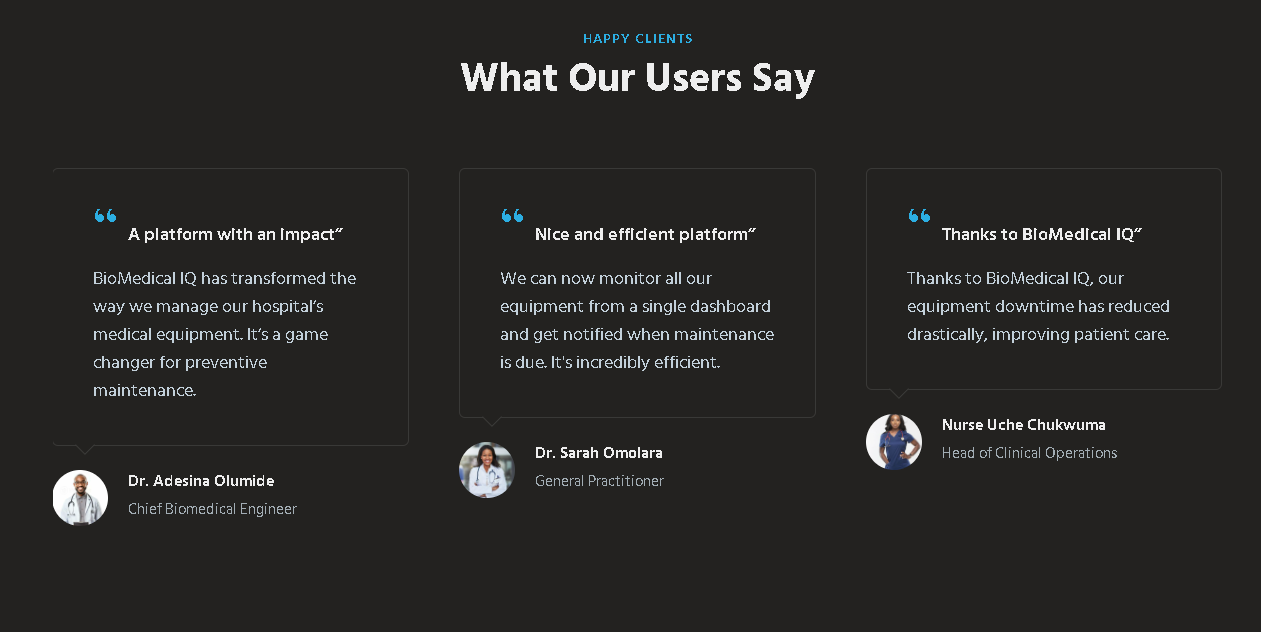 HAPPY CLIENTS
What Our Users Say
“ A platform with an impact”
BioMedical IQ has transformed the
way we manage our hospital’s
medical equipment. It’s a game
changer for preventive
maintenance.
Dr. Adesina Olumide
Chief Biomedical Engineer
“ Nice and efficient platform”
We can now monitor all our
equipment from a single dashboard
and get notified when maintenance
is due. It's incredibly efficient.
Dr. Sarah Omolara
General Practitioner
“ Thanks to BioMedical IQ”
Thanks to BioMedical IQ, our
equipment downtime has reduced
drastically, improving patient care.
Nurse Uche Chukwuma
Head of Clinical Operations